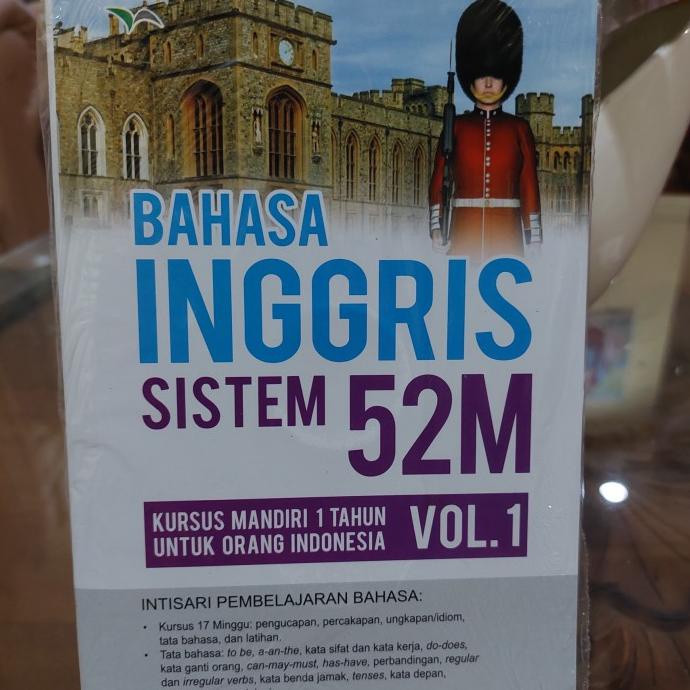 BAHASA
INGGRIS
SISTEM 52M
KURSUS MANDIRI 1 TAHUN
UNTUK ORANG INDONESIA
VOL.1
INTISARI PEMBELAJARAN BAHASA:
• Kursus 17 Minggu: pengucapan, percakapan, ungkapan/idiom,
tata bahasa, dan latihan.
• Tata bahasa: to be, a-an-the, kata sifat dan kata kerja, do-does,
kata ganti orang, can-may-must, has-have, perbandingan, regular
dan irregular verbs, kata benda jamak, tenses, kata depan,